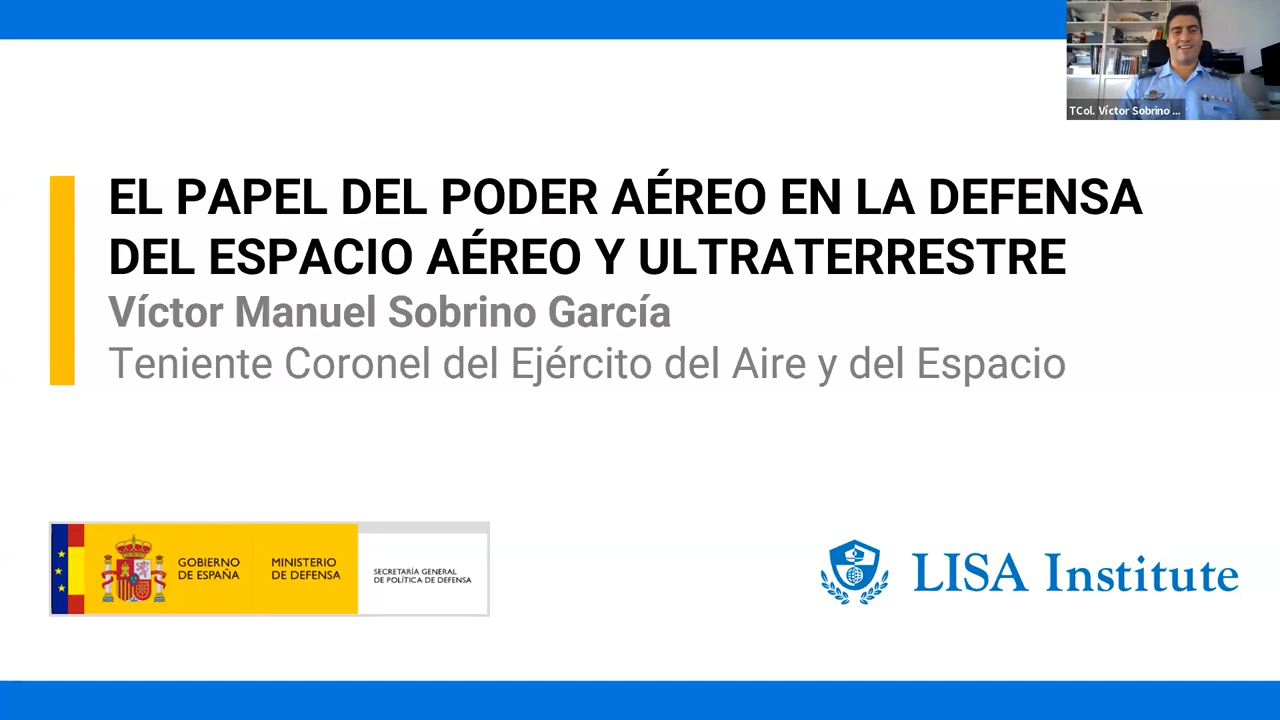 TCol. Víctor Sobrino ...
EL PAPEL DEL PODER AÉREO EN LA DEFENSA
DEL ESPACIO AÉREO Y ULTRATERRESTRE
Víctor Manuel Sobrino García
Teniente Coronel del Ejército del Aire y del Espacio
GOBIERNO
DE ESPAÑA
MINISTERIO
DE DEFENSA
SECRETARÍA GENERAL
DE POLÍTICA DE DEFENSA
LISA Institute